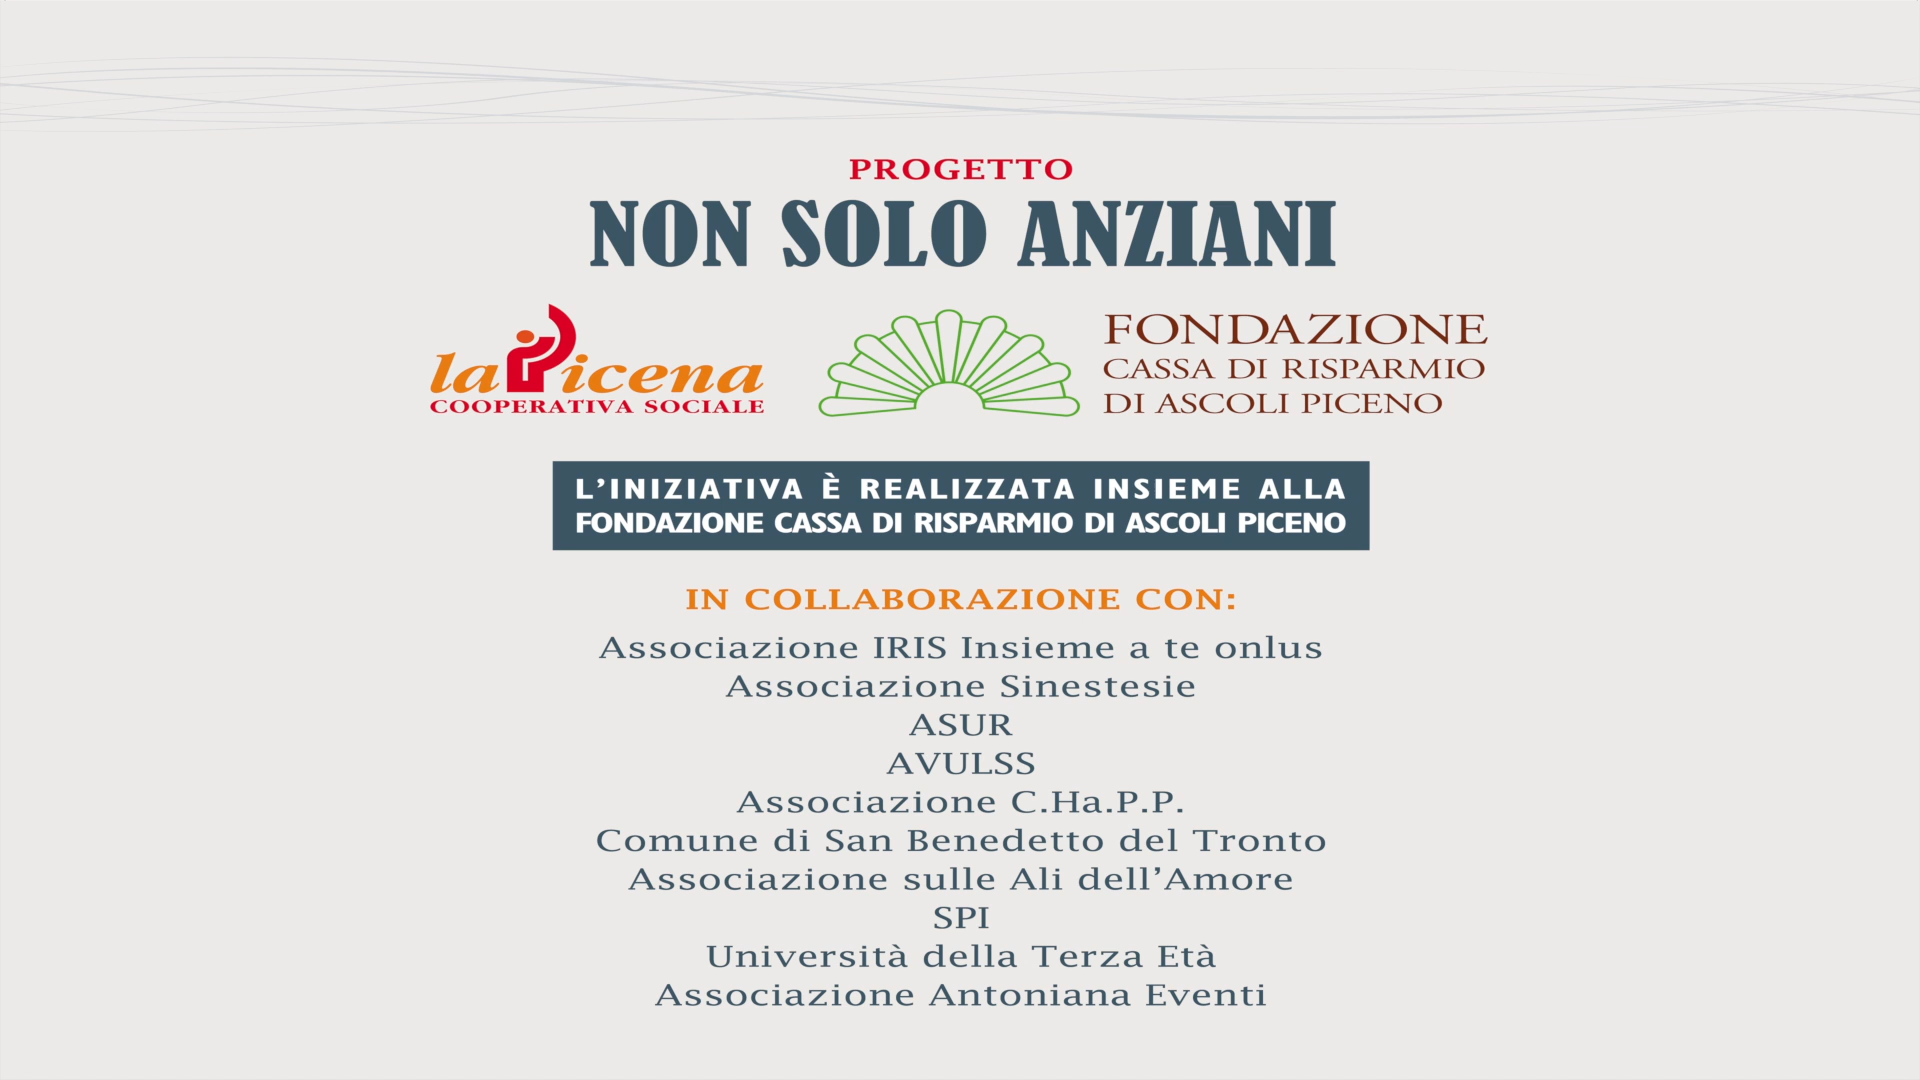 PROGETTO
NON SOLO ANZIANI
la Picena
COOPERATIVA SOCIALE
FONDAZIONE
CASSA DI RISPARMIO
DI ASCOLI PICENO
L'INIZIATIVA È REALIZZATA INSIEME ALLA
FONDAZIONE CASSA DI RISPARMIO DI ASCOLI PICENO
IN COLLABORAZIONE CON:
Associazione IRIS Insieme a te onlus
Associazione Sinestesie
ASUR
AVULSS
Associazione C.Ha.P.P.
Comune di San Benedetto del Tronto
Associazione sulle Ali dell'Amore
SPI
Università della Terza Età
Associazione Antoniana Eventi